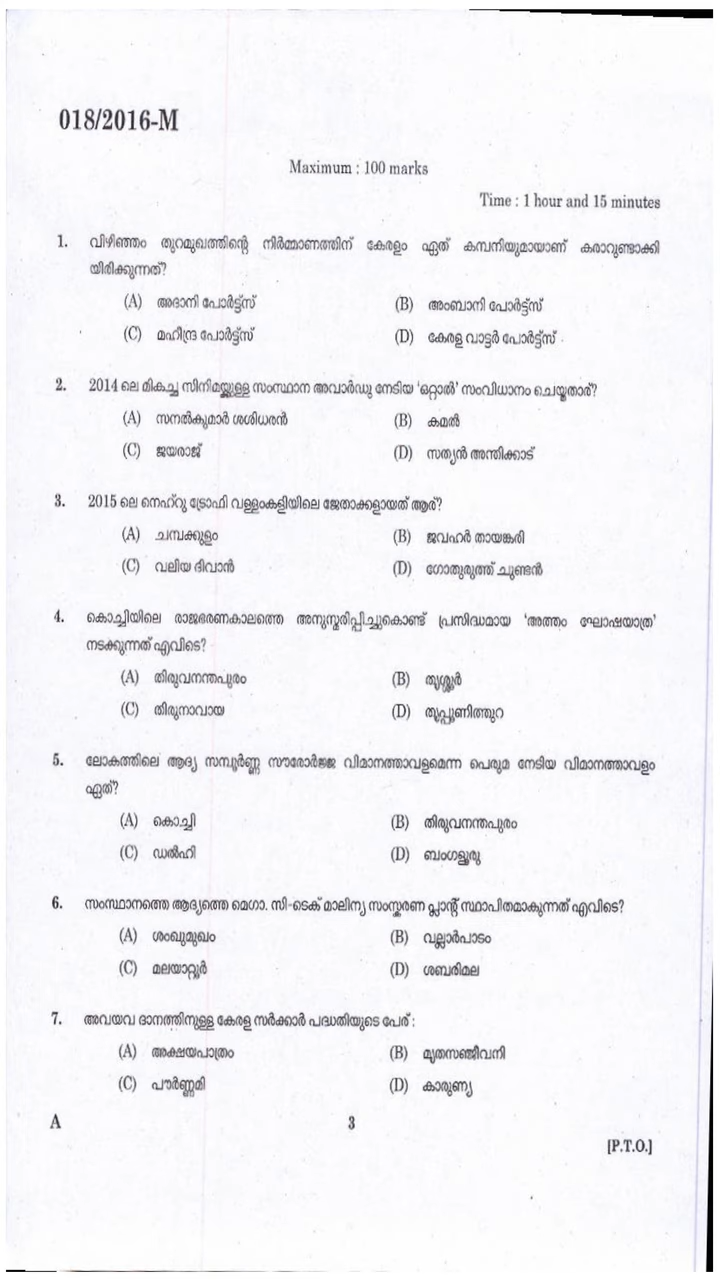 018/2016-M
Maximum : 100 marks
Time : 1 hour and 15 minutes
1. വിഴിഞ്ഞം തുറമുഖത്തിന്റെ നിർമ്മാണത്തിന് കേരളം ഏത് കമ്പനിയുമായാണ് കരാറുണ്ടാക്കി
യിരിക്കുന്നത്?
(A) അദാനി പോർട്ട്സ് (B) അംബാനി പോർട്ട്സ്
(C) മഹീന്ദ്ര പോർട്ട്സ് (D) കേരള വാട്ടർ പോർട്ട്സ്
2. 2014 ലെ മികച്ച സിനിമയ്ക്കുള്ള സംസ്ഥാന അവാർഡു നേടിയ ‘ഒറ്റാൽ’ സംവിധാനം ചെയ്തതാര്?
(A) സനൽകുമാർ ശശിധരൻ (B) കമൽ
(C) ജയരാജ് (D) സത്യൻ അന്തിക്കാട്
3. 2015 ലെ നെഹ്റു ട്രോഫി വള്ളംകളിയിലെ ജേതാക്കളായത് ആര്?
(A) ചമ്പക്കുളം (B) ജവഹർ തായങ്കരി
(C) വലിയ ദിവാൻ (D) ഗോതുരുത്ത് ചുണ്ടൻ
4. കൊച്ചിയിലെ രാജഭരണകാലത്തെ അനുസ്മരിപ്പിച്ചുകൊണ്ട് പ്രസിദ്ധമായ ‘അത്തം ഘോഷയാത്ര’
നടക്കുന്നത് എവിടെ?
(A) തിരുവനന്തപുരം (B) തൃശ്ശൂർ
(C) തിരുനാവായ (D) തൃപ്പൂണിത്തുറ
5. ലോകത്തിലെ ആദ്യ സമ്പൂർണ്ണ സൗരോർജ്ജ വിമാനത്താവളമെന്ന പെരുമ നേടിയ വിമാനത്താവളം
ഏത്?
(A) കൊച്ചി (B) തിരുവനന്തപുരം
(C) ഡൽഹി (D) ബംഗളൂരു
6. സംസ്ഥാനത്തെ ആദ്യത്തെ മെഗാ. സി-ടെക് മാലിന്യ സംസ്കരണ പ്ലാന്റ് സ്ഥാപിതമാകുന്നത് എവിടെ?
(A) ശംഖുമുഖം (B) വല്ലാർപാടം
(C) മലയാറ്റൂർ (D) ശബരിമല
7. അവയവ ദാനത്തിനുള്ള കേരള സർക്കാർ പദ്ധതിയുടെ പേര് :
(A) അക്ഷയപാത്രം (B) മൃതസഞ്ജീവനി
(C) പൗർണ്ണമി (D) കാരുണ്യ
A 3
[P.T.O.]